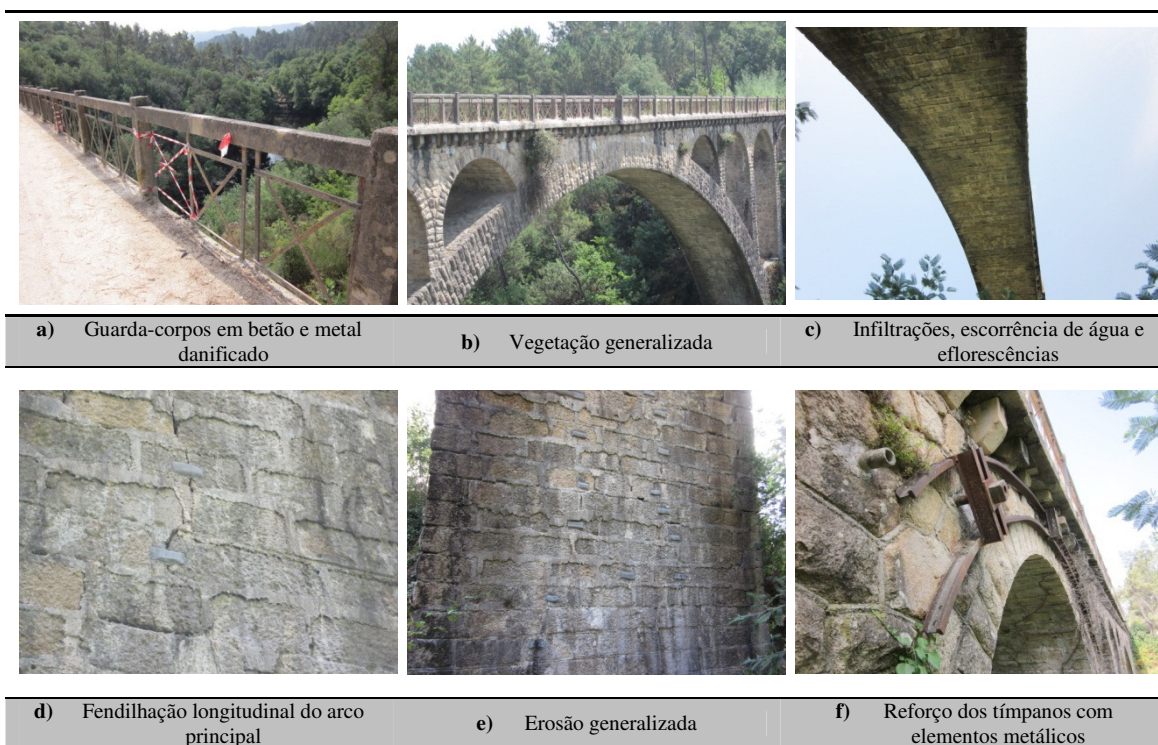 a) Guarda-corpos em betão e metal
danificado
b) Vegetação generalizada
c) Infiltrações, escorrência de água e
eflorescências
d) Fendilhação longitudinal do arco
principal
e) Erosão generalizada
f) Reforço dos tímpanos com
elementos metálicos